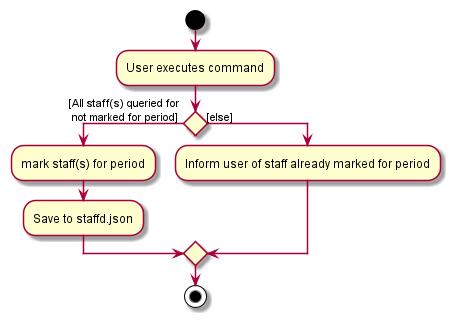 User executes command
[All staff(s) queried for
not marked for period]
[else]
mark staff(s) for period
Inform user of staff already marked for period
Save to staffd.json